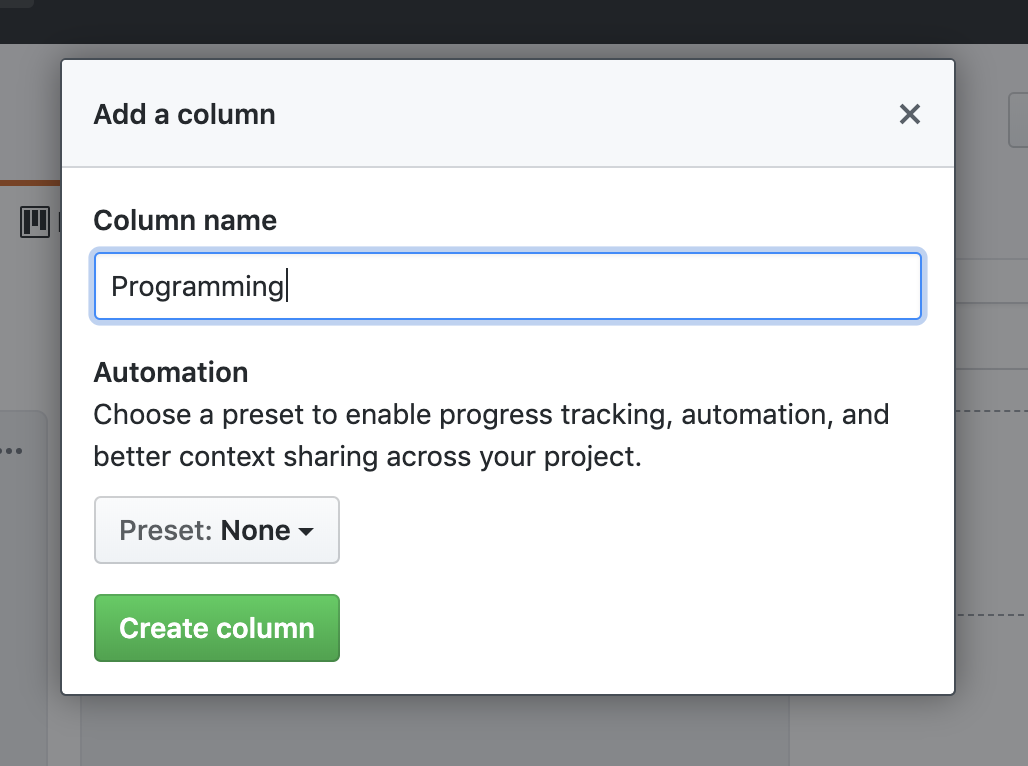 Add a column
Column name
Programming
Automation
Choose a preset to enable progress tracking, automation, and
better context sharing across your project.
Preset: None
Create column